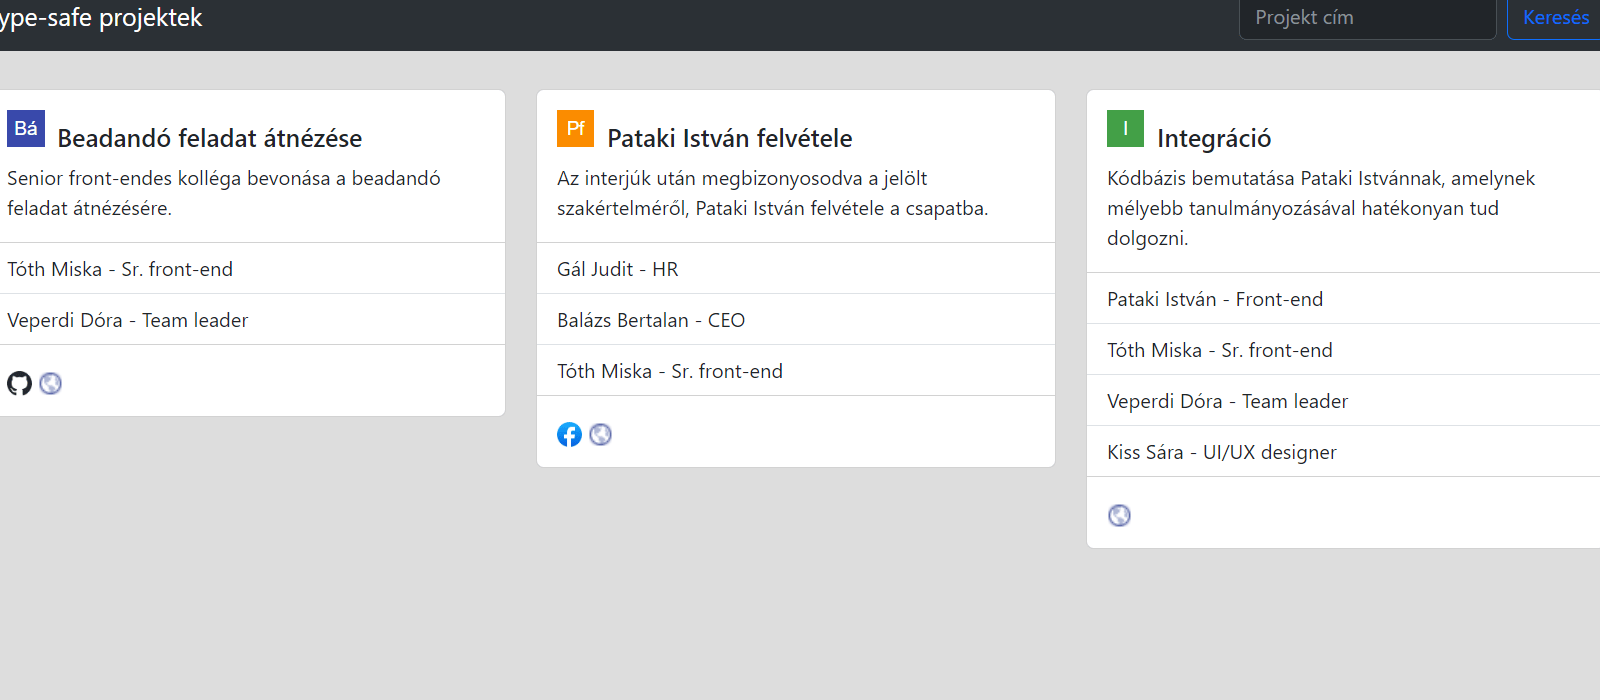 ype-safe projektek
Projekt cím
Keresés
Bá
Beadandó feladat átnézése
Senior front-endes kolléga bevonása a beadandó
feladat átnézésére.
Tóth Miska - Sr. front-end
Veperdi Dóra - Team leader
Pf
Pataki István felvétele
Az interjúk után megbizonyosodva a jelölt
szakértelméről, Pataki István felvétele a csapatba.
Gál Judit - HR
Balázs Bertalan - CEO
Tóth Miska - Sr. front-end
I
Integráció
Kódbázis bemutatása Pataki Istvánnak, amelynek
mélyebb tanulmányozásával hatékonyan tud
dolgozni.
Pataki István - Front-end
Tóth Miska - Sr. front-end
Veperdi Dóra - Team leader
Kiss Sára - UI/UX designer